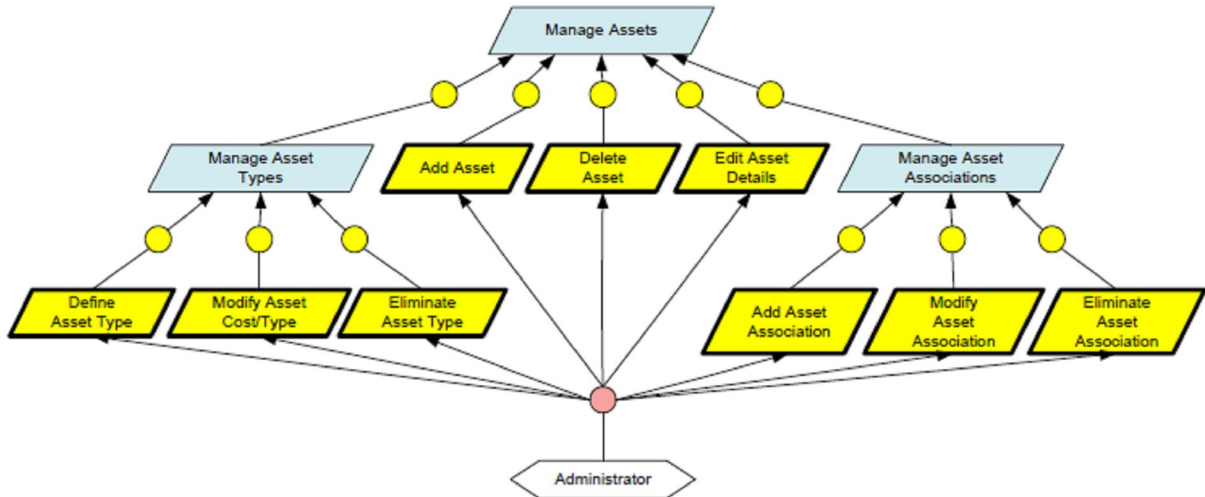 Manage Assets
Manage Asset
Types
Add Asset
Delete
Asset
Edit Asset
Details
Manage Asset
Associations
Define
Asset Type
Modify Asset
Cost/Type
Eliminate
Asset Type
Add Asset
Association
Modify
Asset
Association
Eliminate
Asset
Association
Administrator